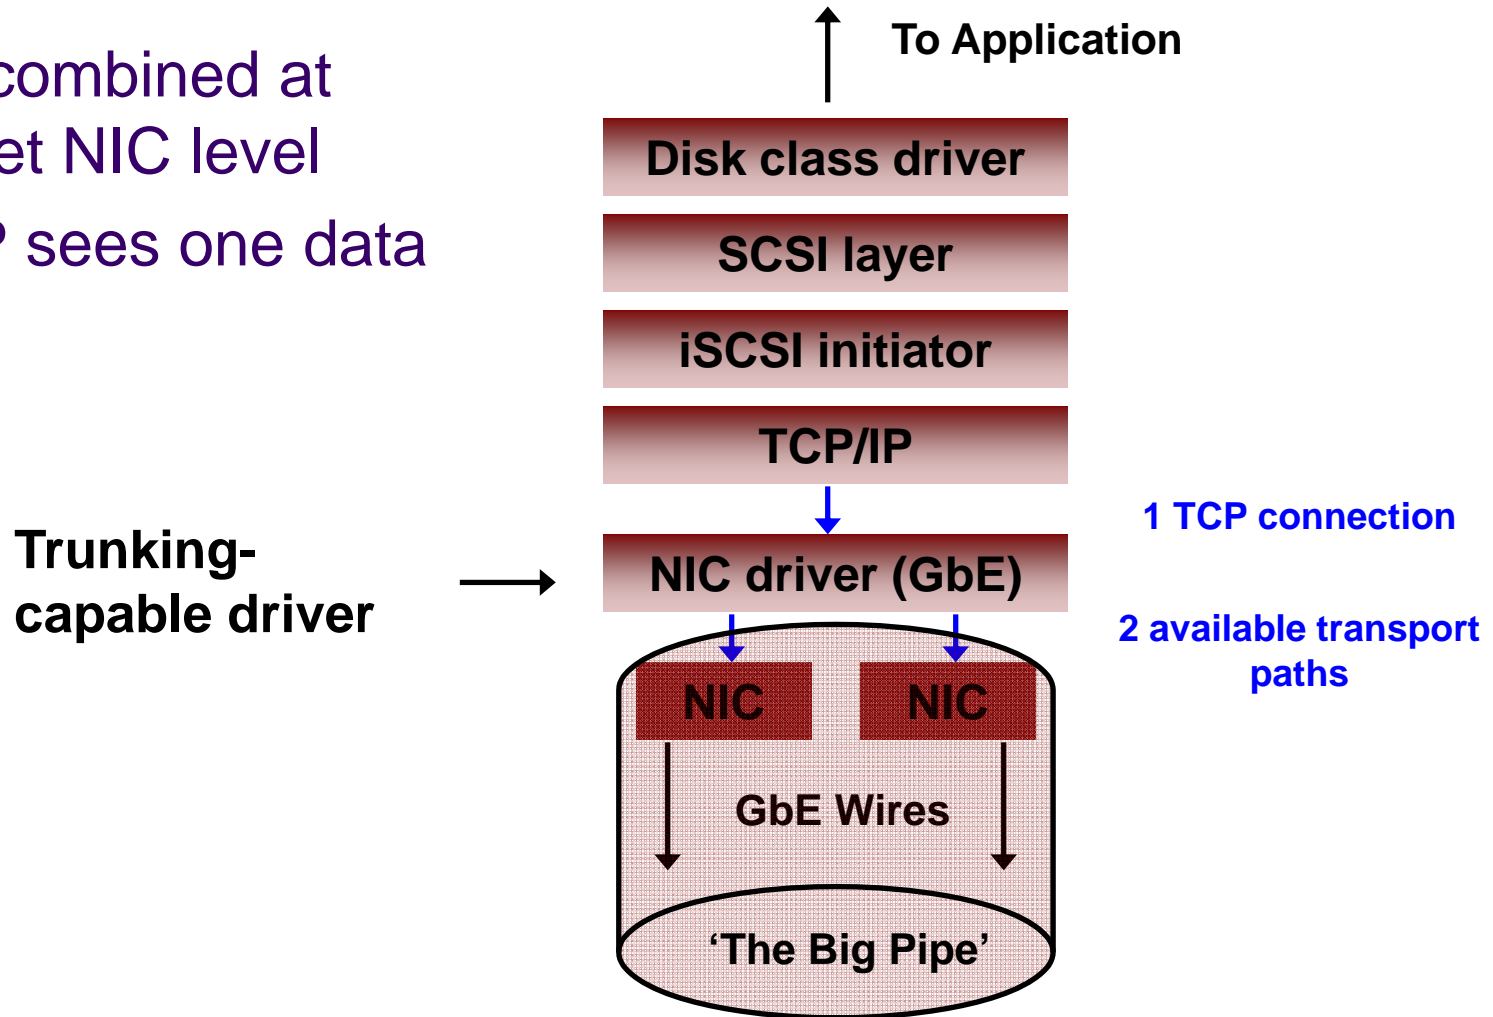 combined at
et NIC level
P sees one data
To Application
Disk class driver
SCSI layer
iSCSI initiator
TCP/IP
1 TCP connection
Trunking-
capable driver
NIC driver (GbE)
2 available transport
paths
NIC NIC
GbE Wires
‘The Big Pipe’